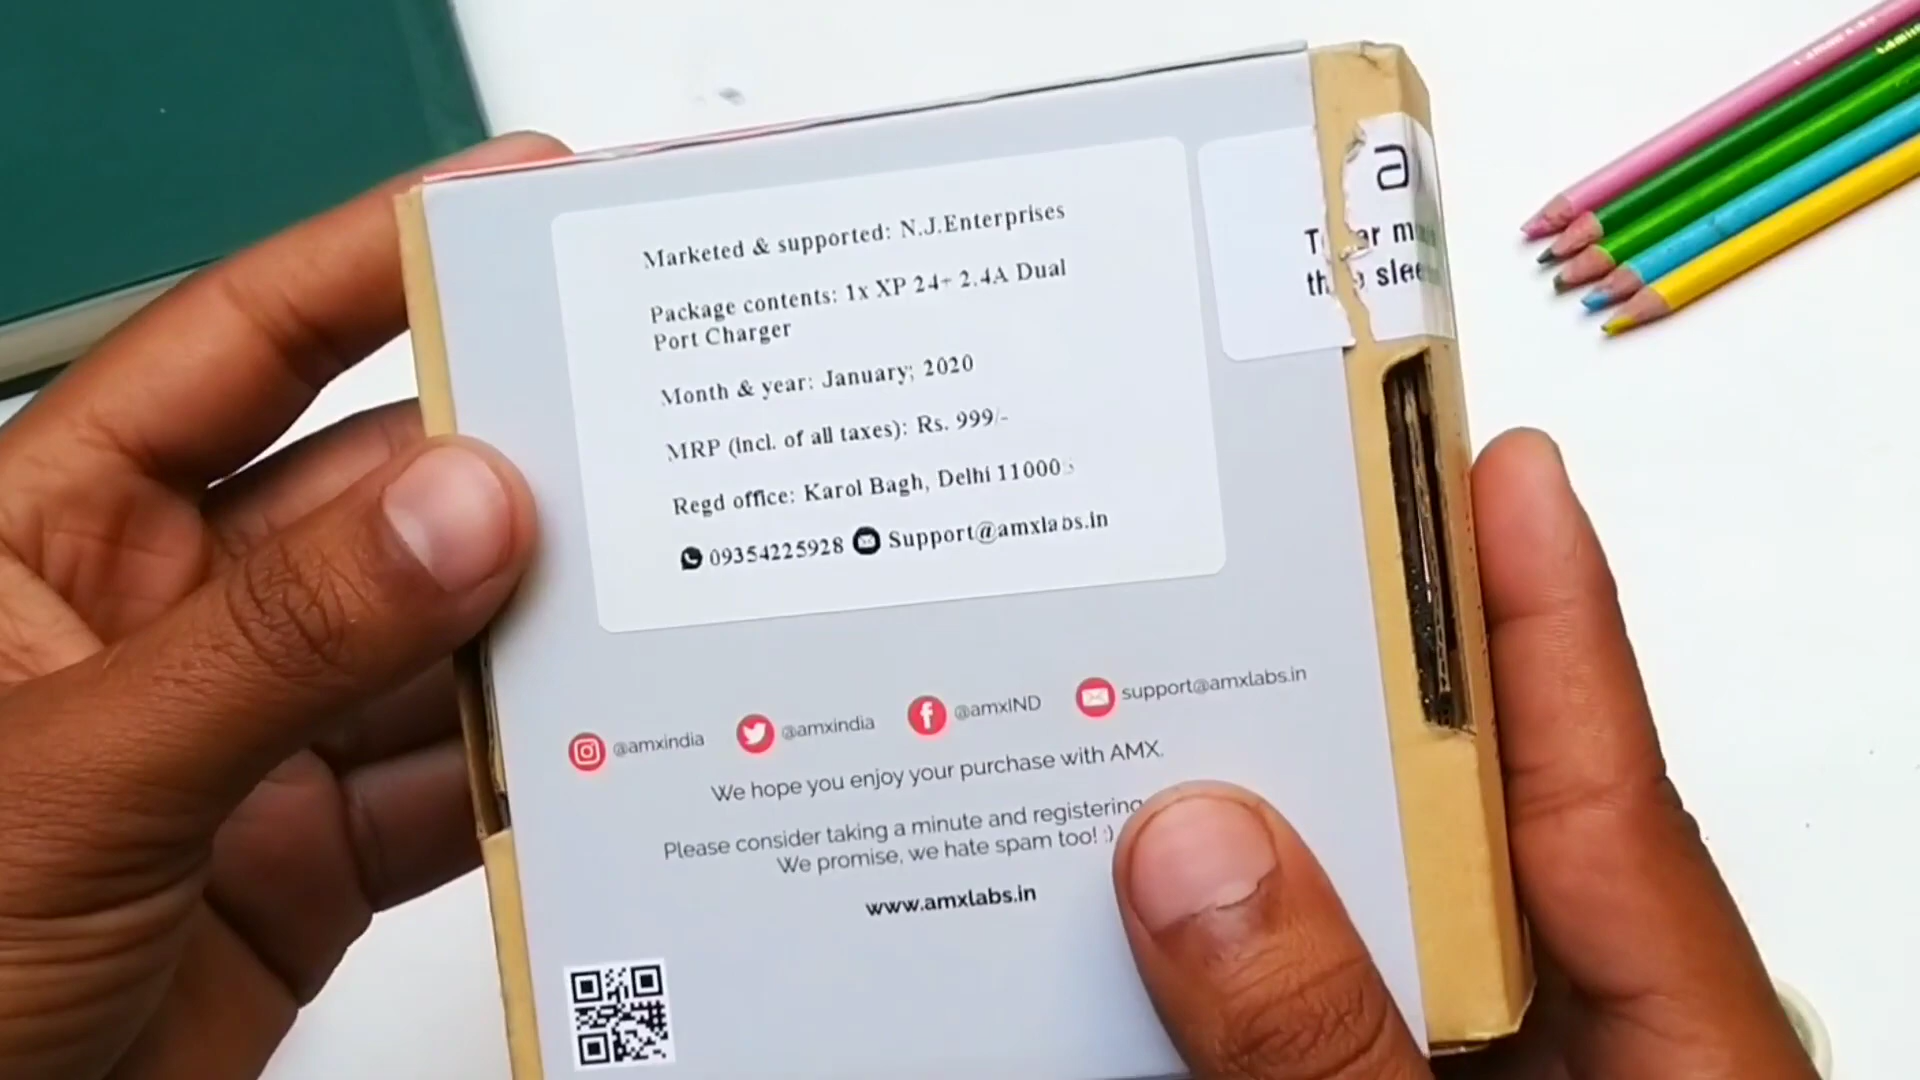 Marketed & supported: N.J.Enterprises
Package contents: 1x XP 24+ 2.4A Dual
Port Charger
Month & year: January; 2020
MRP (incl. of all taxes): Rs. 999/-
Regd office: Karol Bagh, Delhi
09354225928 Support@amxlabs.in
@amxindia @amxindia @amxIND support@amxlabs.in
We hope you enjoy your purchase with AMX.
Please consider taking a minute and registering
We promise, we hate spam too! :)
www.amxlabs.in